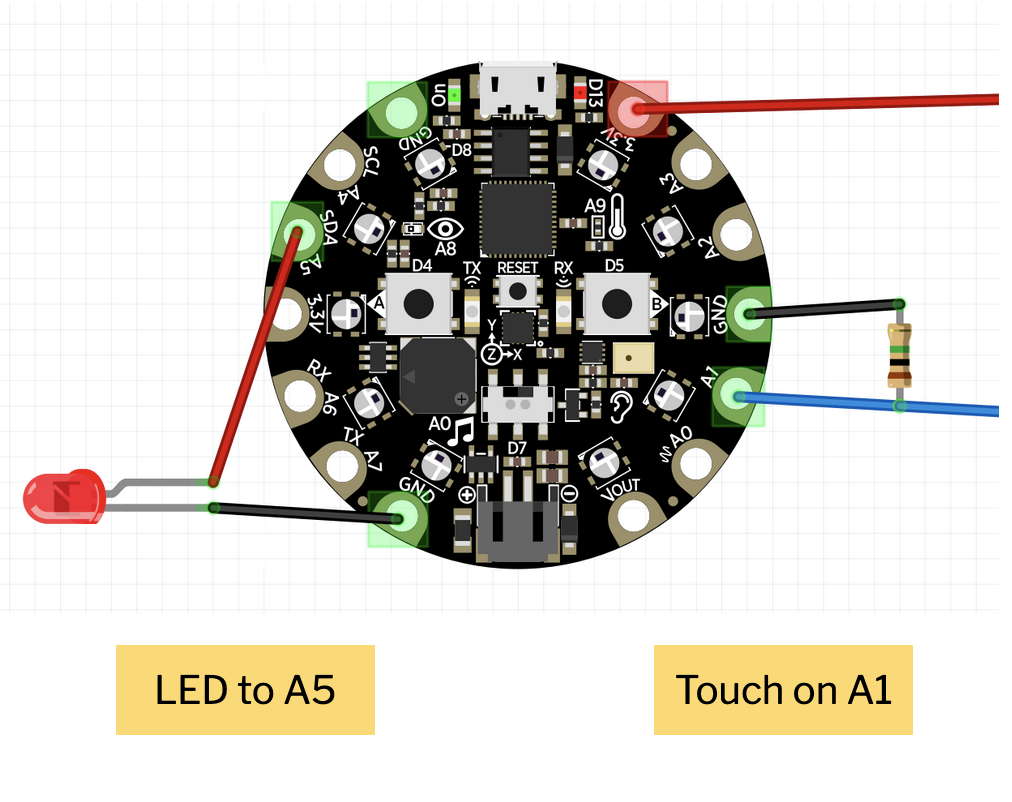 On
D13
GND
3.3V
D8
SCL
A4
A3
SDA
A5
A8
A9
A2
D4
TX
RESET
RX
D5
3.3V
A
B
GND
Y
Z
X
RX
A6
A1
TX
A7
A0
A0
D7
GND
VOUT
LED to A5
Touch on A1